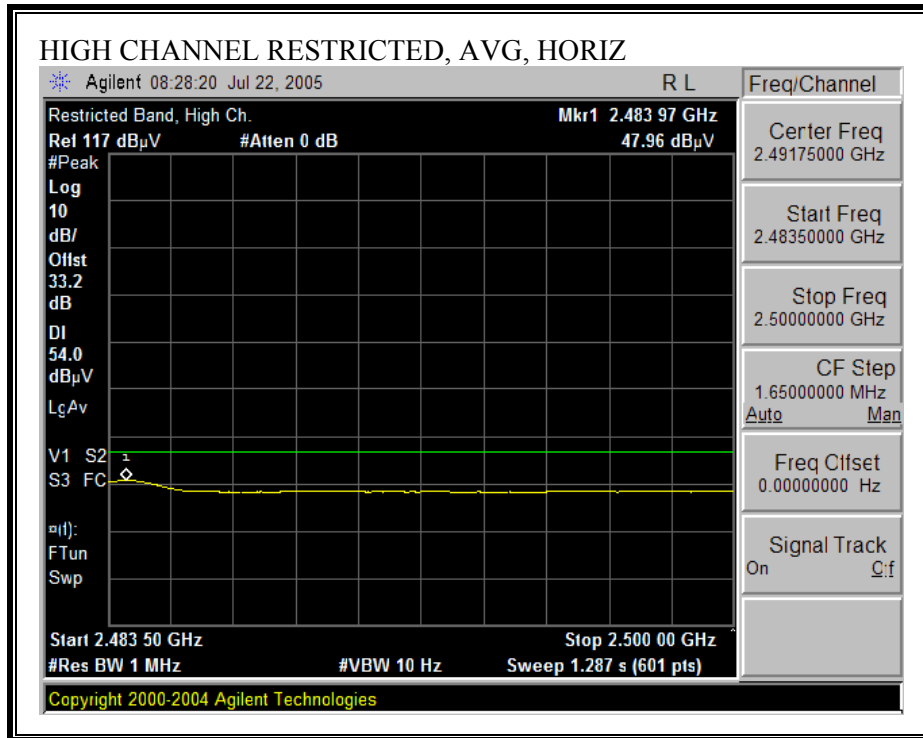 HIGH CHANNEL RESTRICTED, AVG, HORIZ
Agilent 08:28:20 Jul 22, 2005
R L
Freq/Channel
Restricted Band, High Ch.
Mkr1 2.483 97 GHz
Ref 117 dBµV
#Atten 0 dB
47.96 dBµV
#Peak
Log
10
dB/
Offst
33.2
dB
DI
54.0
dBµV
LgAv
V1 S2
S3 FC
¤(f):
FTun
Swp
1
Start 2.483 50 GHz
Stop 2.500 00 GHz
#Res BW 1 MHz
#VBW 10 Hz
Sweep 1.287 s (601 pts)
Copyright 2000-2004 Agilent Technologies
Center Freq
2.49175000 GHz
Start Freq
2.48350000 GHz
Stop Freq
2.50000000 GHz
CF Step
1.65000000 MHz
Auto Man
Freq Offset
0.00000000 Hz
Signal Track
On Off